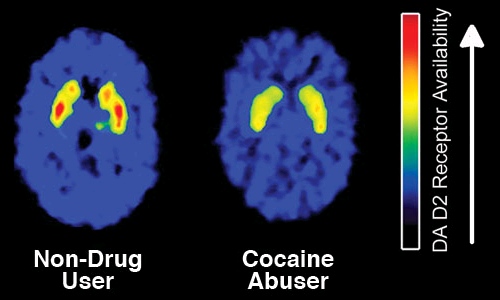 Non-Drug
User
Cocaine
Abuser
DA D2 Receptor Availability